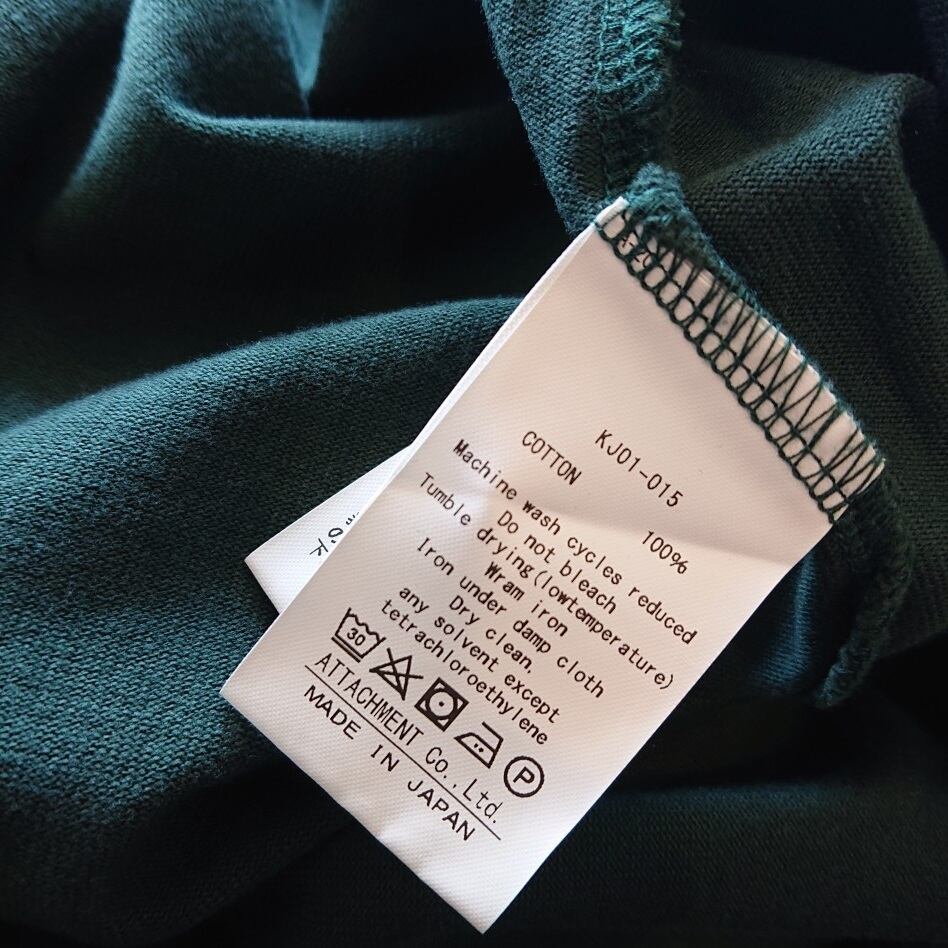 KJ01-015
COTTON 100%
Machine wash cycles reduced
Do not bleach
Tumble drying(lowtemperature)
Wram iron
Iron under damp cloth
Dry clean,
any solvent except
tetrachloroethylene
30
P
ATTACHMENT Co.,Ltd.
MADE IN JAPAN